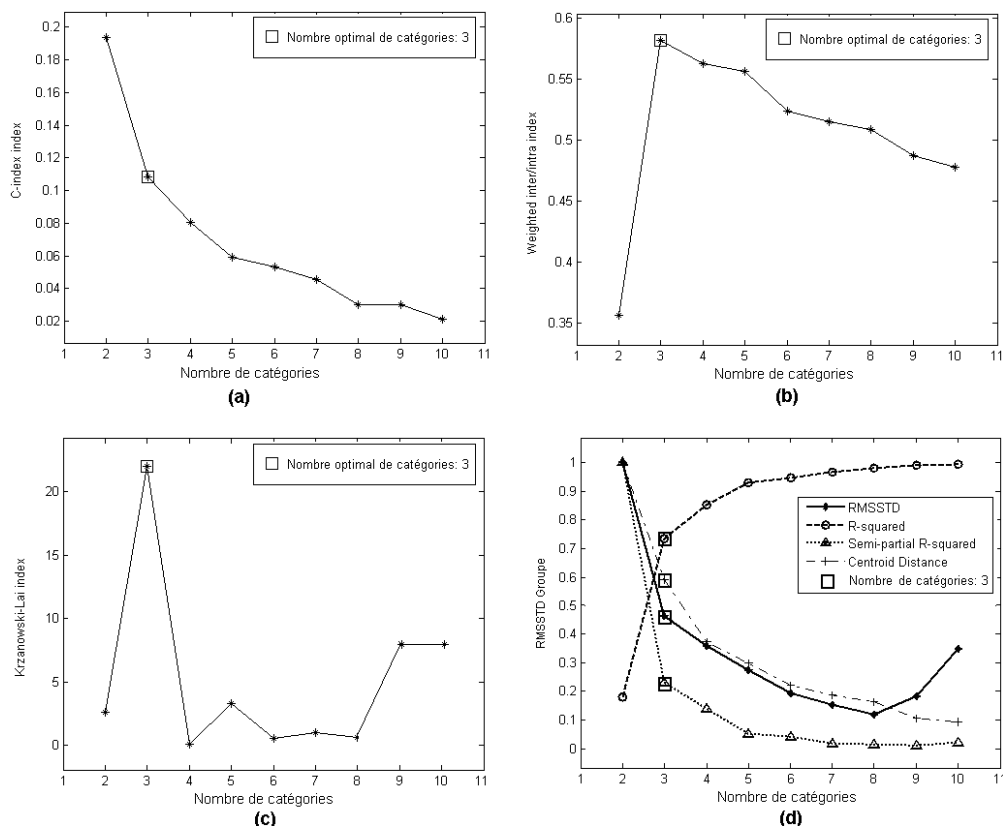 0.2
0.18
0.16
0.14
0.12
0.1
0.08
0.06
0.04
0.02
C-index index
Nombre optimal de catégories: 3
1 2 3 4 5 6 7 8 9 10 11
Nombre de catégories
(a)
0.6
0.55
0.5
0.45
0.4
0.35
Weighted inter/intra index
Nombre optimal de catégories: 3
1 2 3 4 5 6 7 8 9 10 11
Nombre de catégories
(b)
20
15
10
5
0
Krzanowski-Lai index
Nombre optimal de catégories: 3
1 2 3 4 5 6 7 8 9 10 11
Nombre de catégories
(c)
1
0.9
0.8
0.7
0.6
0.5
0.4
0.3
0.2
0.1
0
RMSSTD Groupe
RMSSTD
R-squared
Semi-partial R-squared
Centroid Distance
Nombre de catégories: 3
1 2 3 4 5 6 7 8 9 10 11
Nombre de catégories
(d)